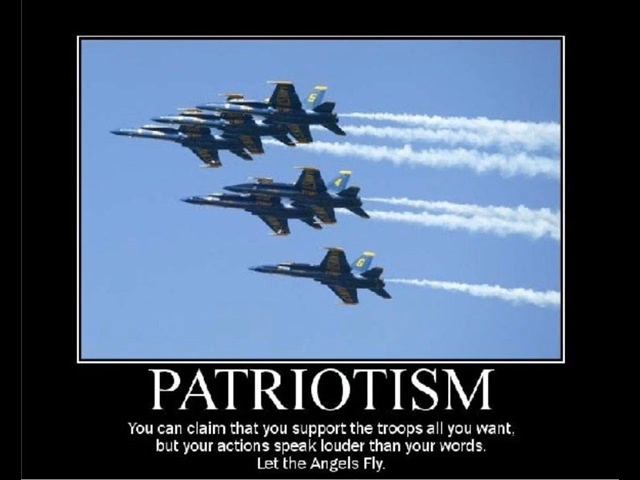 PATRIOTISM
You can claim that you support the troops all you want,
but your actions speak louder than your words.
Let the Angels Fly.